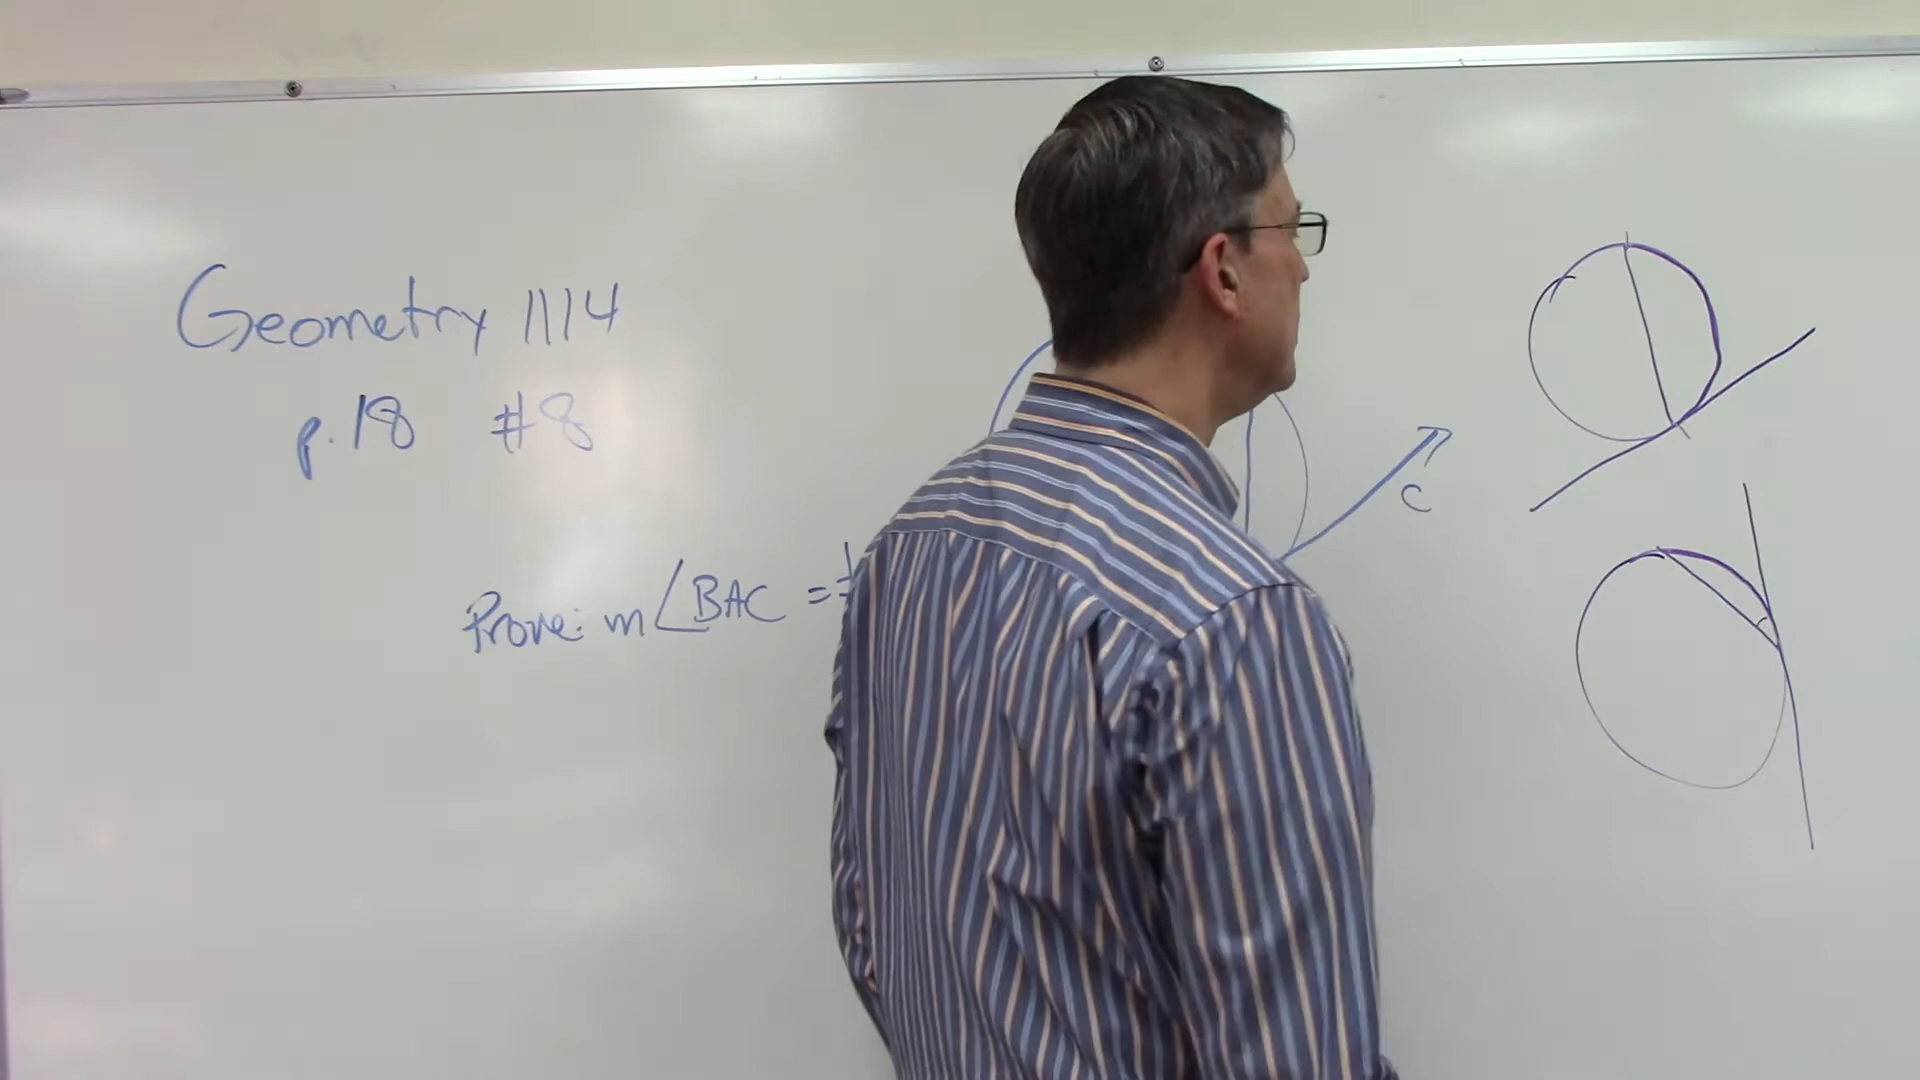 Geometry 1114
p. 18 #8
C
Prove: m∠BAC =